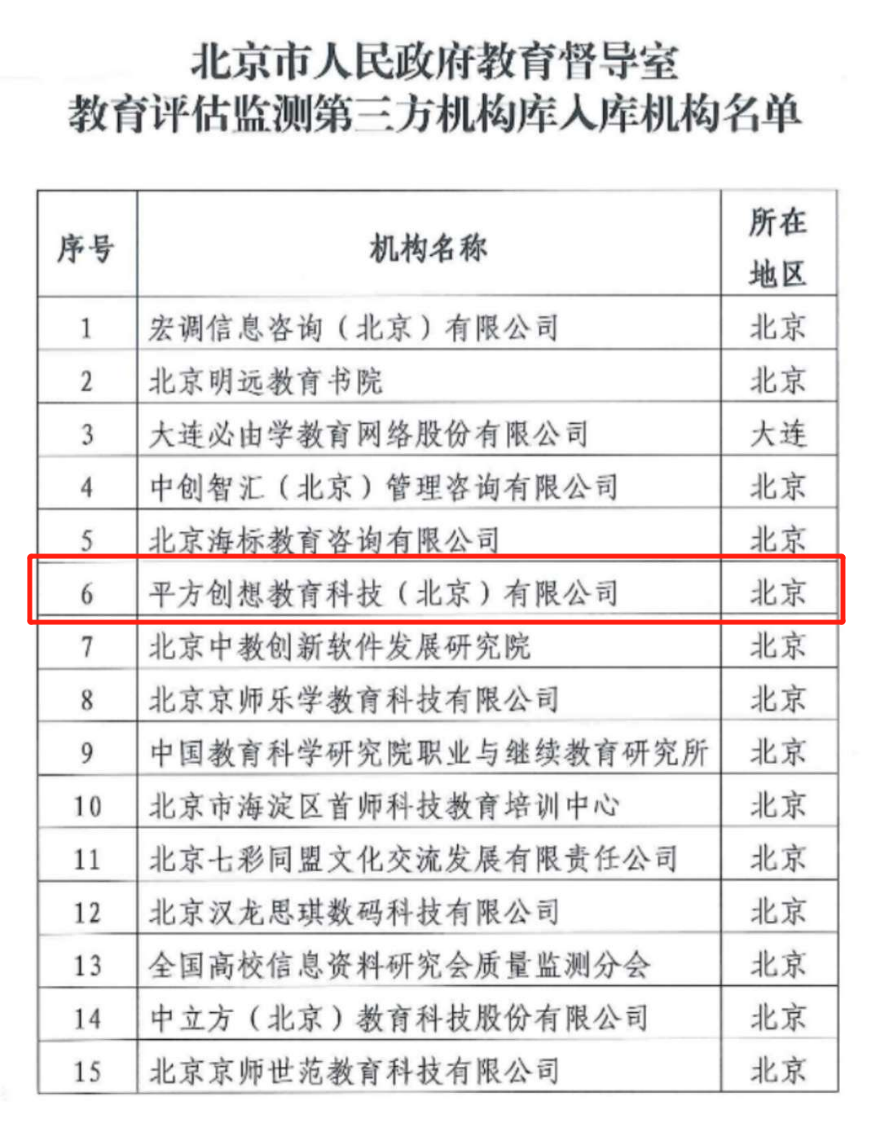 北京市人民政府教育督导室
教育评估监测第三方机构库入库机构名单
序号 机构名称 所在地区
1 宏调信息咨询（北京）有限公司 北京
2 北京明远教育书院 北京
3 大连必由学教育网络股份有限公司 大连
4 中创智汇（北京）管理咨询有限公司 北京
5 北京海标教育咨询有限公司 北京
6 平方创想教育科技（北京）有限公司 北京
7 北京中教创新软件发展研究院 北京
8 北京京师乐学教育科技有限公司 北京
9 中国教育科学研究院职业与继续教育研究所 北京
10 北京市海淀区首师科技教育培训中心 北京
11 北京七彩同盟文化交流发展有限责任公司 北京
12 北京汉龙思琪数码科技有限公司 北京
13 全国高校信息资料研究会质量监测分会 北京
14 中立方（北京）教育科技股份有限公司 北京
15 北京京师世范教育科技有限公司 北京